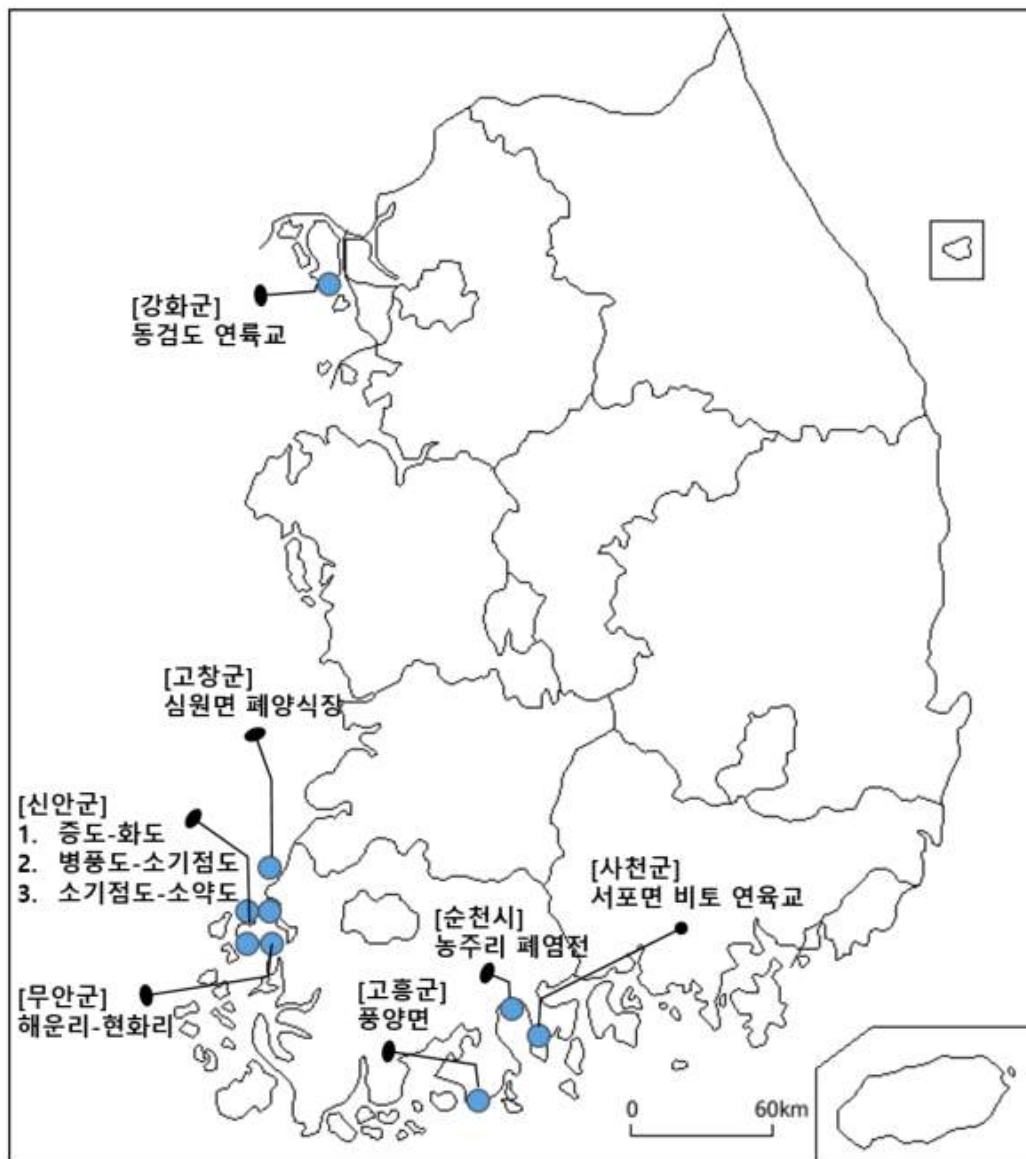 [강화군]
동검도 연륙교
[고창군]
심원면 폐양식장
[신안군]
1. 증도-화도
2. 병풍도-소기점도
3. 소기점도-소악도
[사천군]
서포면 비토 연육교
[순천시]
농주리 폐염전
[무안군]
해운리-현화리
[고흥군]
풍양면
0 60km